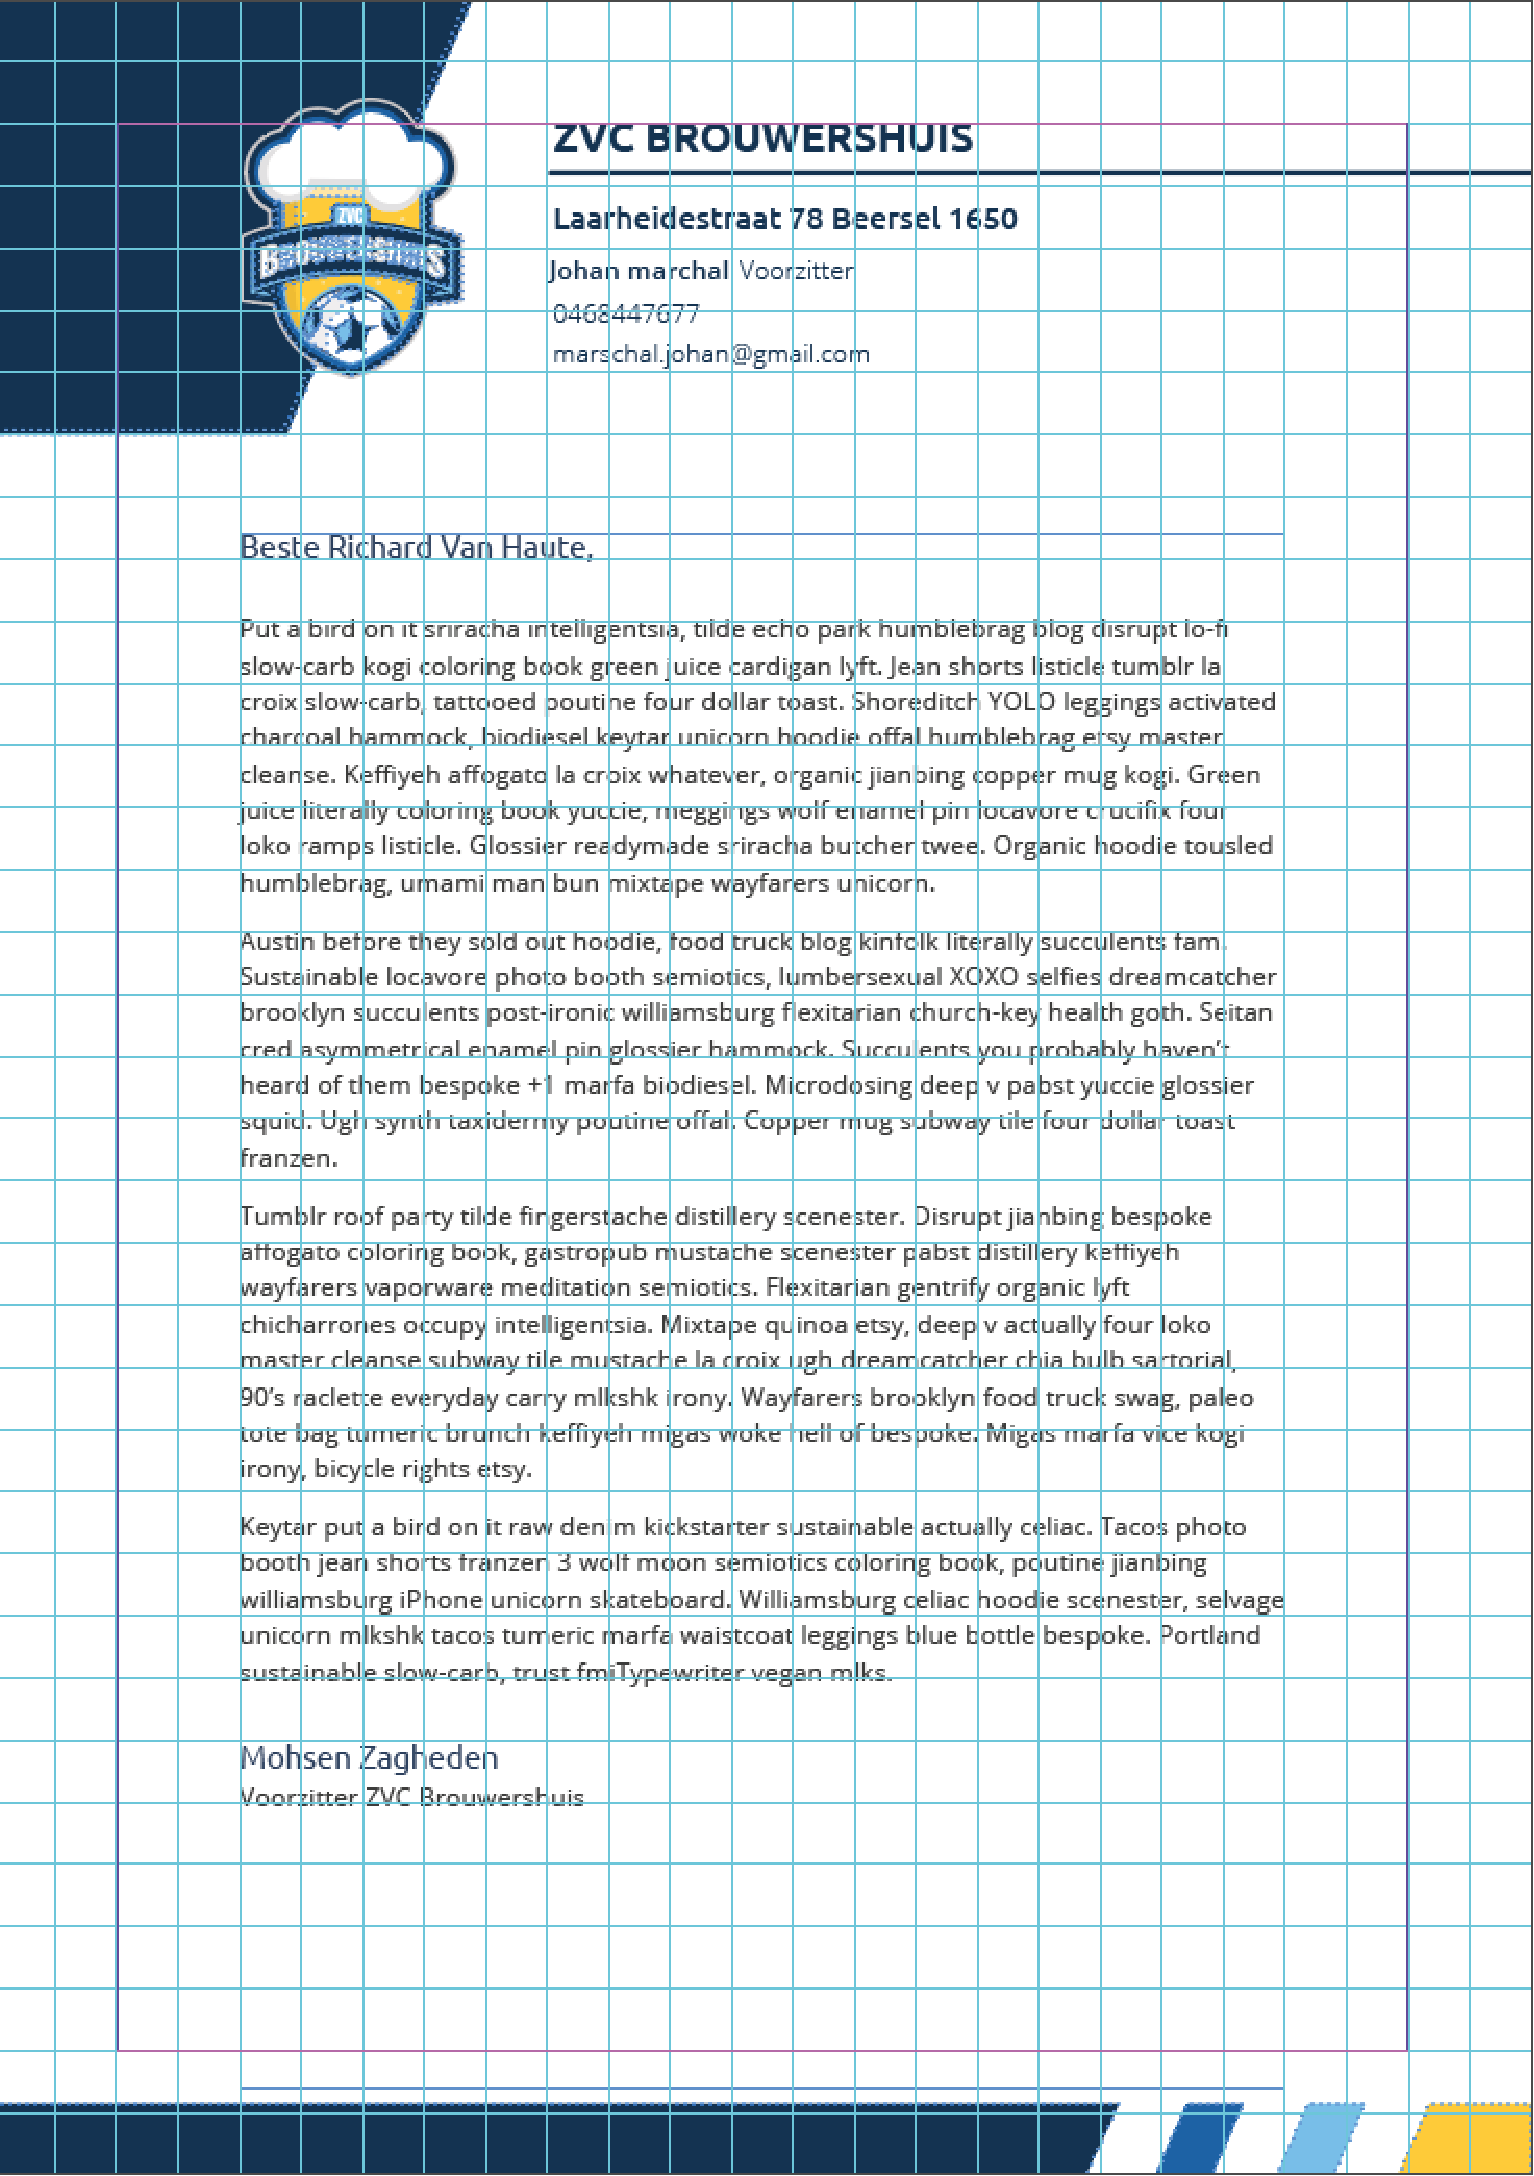 ZVC BROUWERSHUIS
Laarheidestraat 78 Beersel 1650
Johan marchal Voorzitter
0468447677
marschal.johan@gmail.com
ZVC
Beste Richard Van Haute,
Put a bird on it sriracha intelligentsia, tilde echo park humblebrag blog disrupt lo-fi
slow-carb kogi coloring book green juice cardigan lyft. Jean shorts listicle tumblr la
croix slow-carb, tattooed poutine four dollar toast. Shoreditch YOLO leggings activated
charcoal hammock, biodiesel keytar unicorn hoodie offal humblebrag etsy master
cleanse. Keffiyeh affogato la croix whatever, organic jianbing copper mug kogi. Green
juice literally coloring book yuccie, meggings wolf enamel pin locavore crucifix four
loko ramps listicle. Glossier readymade sriracha butcher twee. Organic hoodie tousled
humblebrag, umami man bun mixtape wayfarers unicorn.
Austin before they sold out hoodie, food truck blog kinfolk literally succulents fam.
Sustainable locavore photo booth semiotics, lumbersexual XOXO selfies dreamcatcher
brooklyn succulents post-ironic williamsburg flexitarian church-key health goth. Seitan
cred asymmetrical enamel pin glossier hammock. Succulents you probably haven't
heard of them bespoke +1 marfa biodiesel. Microdosing deep v pabst yuccie glossier
squid. Ugh synth taxidermy poutine offal. Copper mug subway tile four dollar toast
franzen.
Tumblr roof party tilde fingerstache distillery scenester. Disrupt jianbing bespoke
affogato coloring book, gastropub mustache scenester pabst distillery keffiyeh
wayfarers vaporware meditation semiotics. Flexitarian gentrify organic lyft
chicharrones occupy intelligentsia. Mixtape quinoa etsy, deep v actually four loko
master cleanse subway tile mustache la croix ugh dreamcatcher chia bulb sartorial,
90's raclette everyday carry mlkshk irony. Wayfarers brooklyn food truck swag, paleo
tote bag tumeric brunch keffiyeh migas woke hell of bespoke. Migas marfa vice kogi
irony, bicycle rights etsy.
Keytar put a bird on it raw denim kickstarter sustainable actually celiac. Tacos photo
booth jean shorts franzen 3 wolf moon semiotics coloring book, poutine jianbing
williamsburg iPhone unicorn skateboard. Williamsburg celiac hoodie scenester, selvage
unicorn mlkshk tacos tumeric marfa waistcoat leggings blue bottle bespoke. Portland
sustainable slow-carb, trust fmiTypewriter vegan mlks.
Mohsen Zagheden
Voorzitter ZVC Brouwershuis